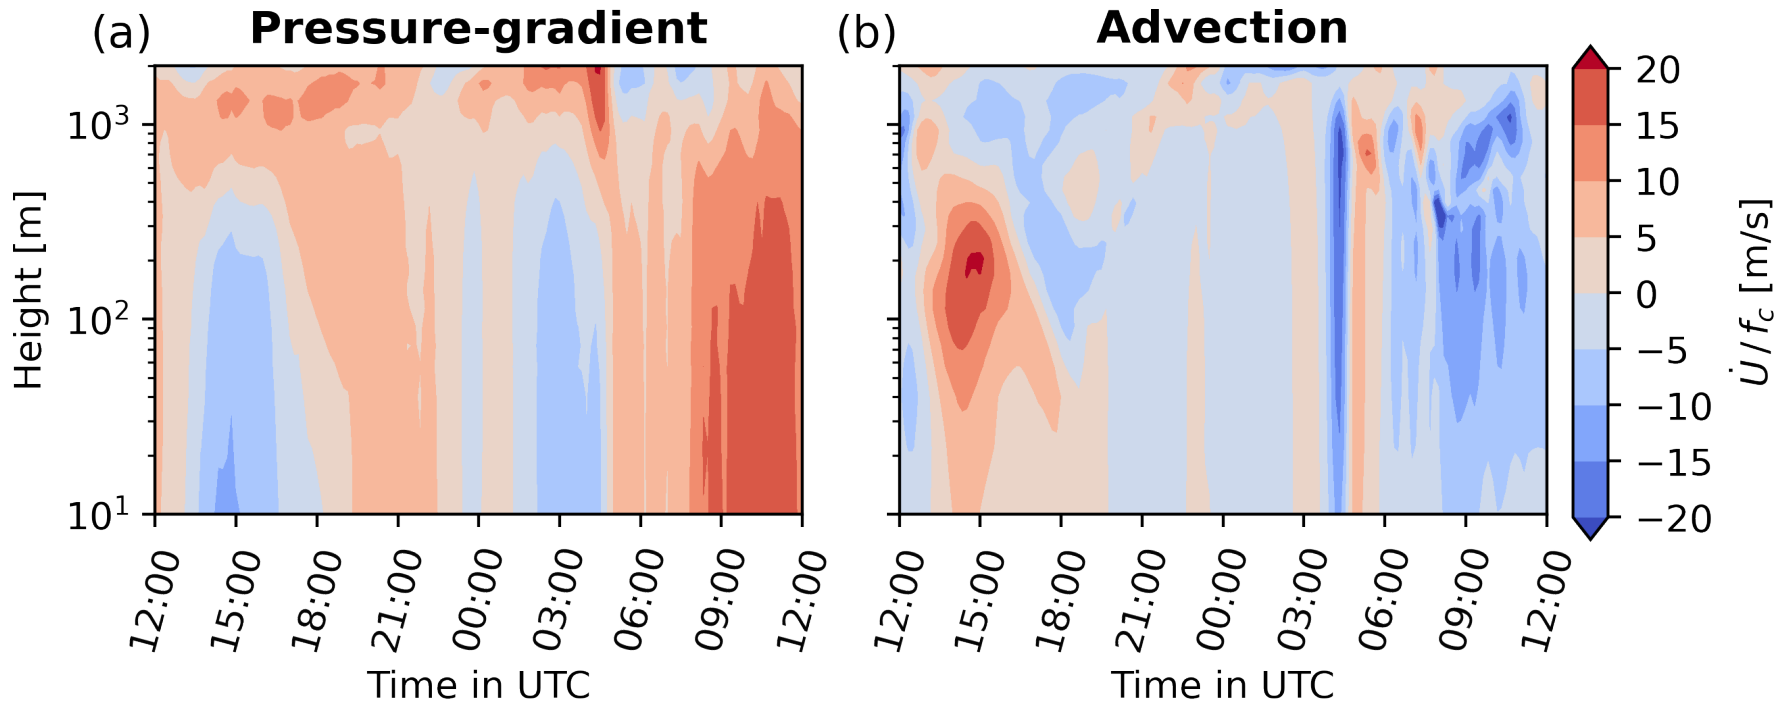 (a) Pressure-gradient
(b) Advection
Height [m]
10³
10²
10¹
12:00 15:00 18:00 21:00 00:00 03:00 06:00 09:00 12:00
Time in UTC
12:00 15:00 18:00 21:00 00:00 03:00 06:00 09:00 12:00
Time in UTC
20
15
10
5
0
−5
−10
−15
−20
U̇ / f_c [m/s]